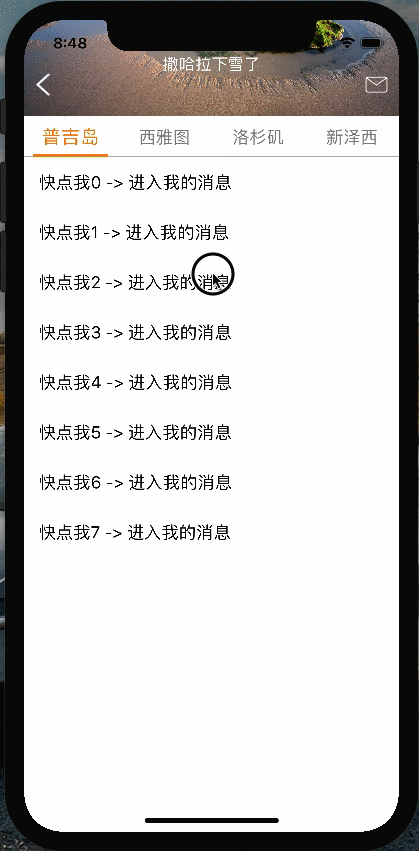 8:48
撒哈拉下雪了
普吉岛 西雅图 洛杉矶 新泽西
快点我0 -> 进入我的消息
快点我1 -> 进入我的消息
快点我2 -> 进入我的消息
快点我3 -> 进入我的消息
快点我4 -> 进入我的消息
快点我5 -> 进入我的消息
快点我6 -> 进入我的消息
快点我7 -> 进入我的消息